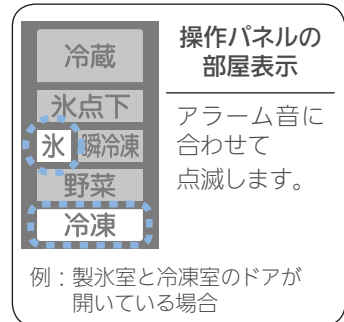 冷蔵
氷点下
氷 瞬冷凍
野菜
冷凍
操作パネルの
部屋表示
アラーム音に
合わせて
点滅します。
例：製氷室と冷凍室のドアが
開いている場合